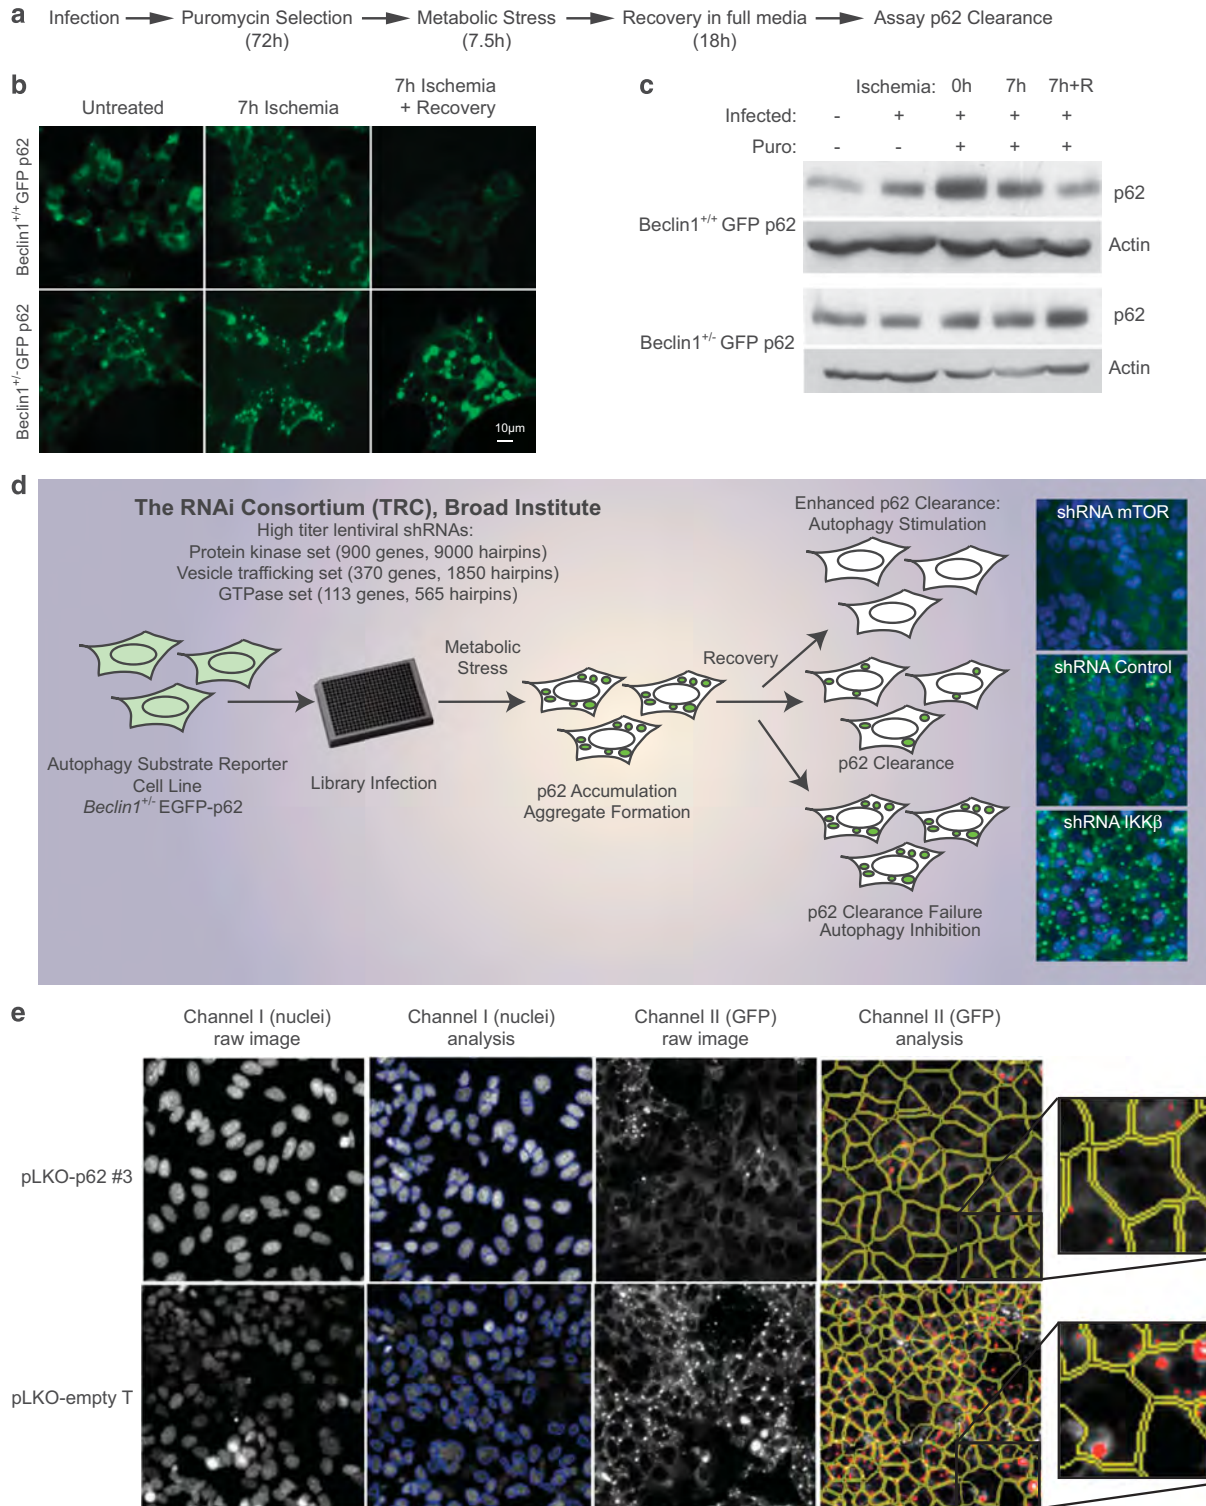 a
Infection
Puromycin Selection
(72h)
Metabolic Stress
(7.5h)
Recovery in full media
(18h)
Assay p62 Clearance
b
Untreated
7h Ischemia
7h Ischemia
+ Recovery
Beclin1+/+ GFP p62
Beclin1+/- GFP p62
10µm
c
Ischemia: 0h 7h 7h+R
Infected: - + + + +
Puro: - - + + +
Beclin1+/+ GFP p62
p62
Actin
Beclin1+/- GFP p62
p62
Actin
d
The RNAi Consortium (TRC), Broad Institute
High titer lentiviral shRNAs:
Protein kinase set (900 genes, 9000 hairpins)
Vesicle trafficking set (370 genes, 1850 hairpins)
GTPase set (113 genes, 565 hairpins)
Autophagy Substrate Reporter
Cell Line
Beclin1+/- EGFP-p62
Library Infection
Metabolic
Stress
p62 Accumulation
Aggregate Formation
Recovery
Enhanced p62 Clearance:
Autophagy Stimulation
p62 Clearance
p62 Clearance Failure
Autophagy Inhibition
shRNA mTOR
shRNA Control
shRNA IKKβ
e
Channel I (nuclei)
raw image
Channel I (nuclei)
analysis
Channel II (GFP)
raw image
Channel II (GFP)
analysis
pLKO-p62 #3
pLKO-empty T